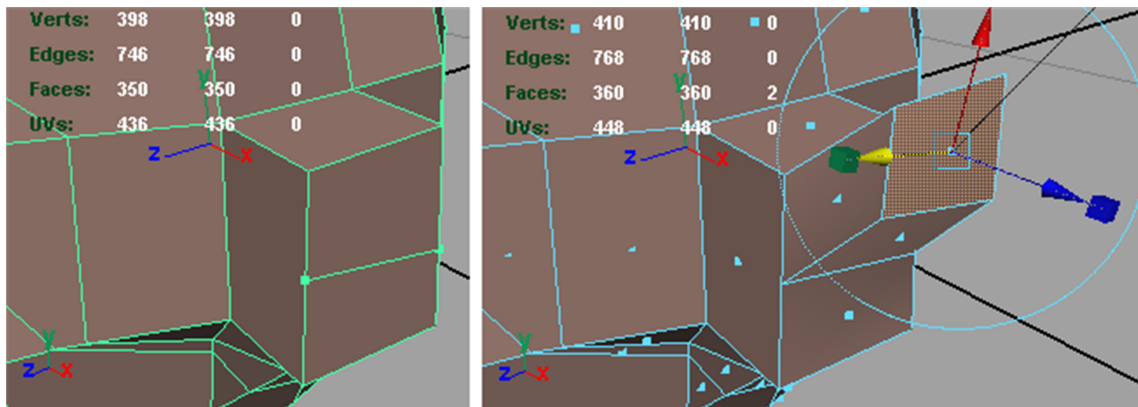 Verts: 398 398 0
Edges: 746 746 0
Faces: 350 350 0
UVs: 436 436 0
y
z x
y
z x
Verts: 410 410 0
Edges: 768 768 0
Faces: 360 360 2
UVs: 448 448 0
y
z x
y
z x